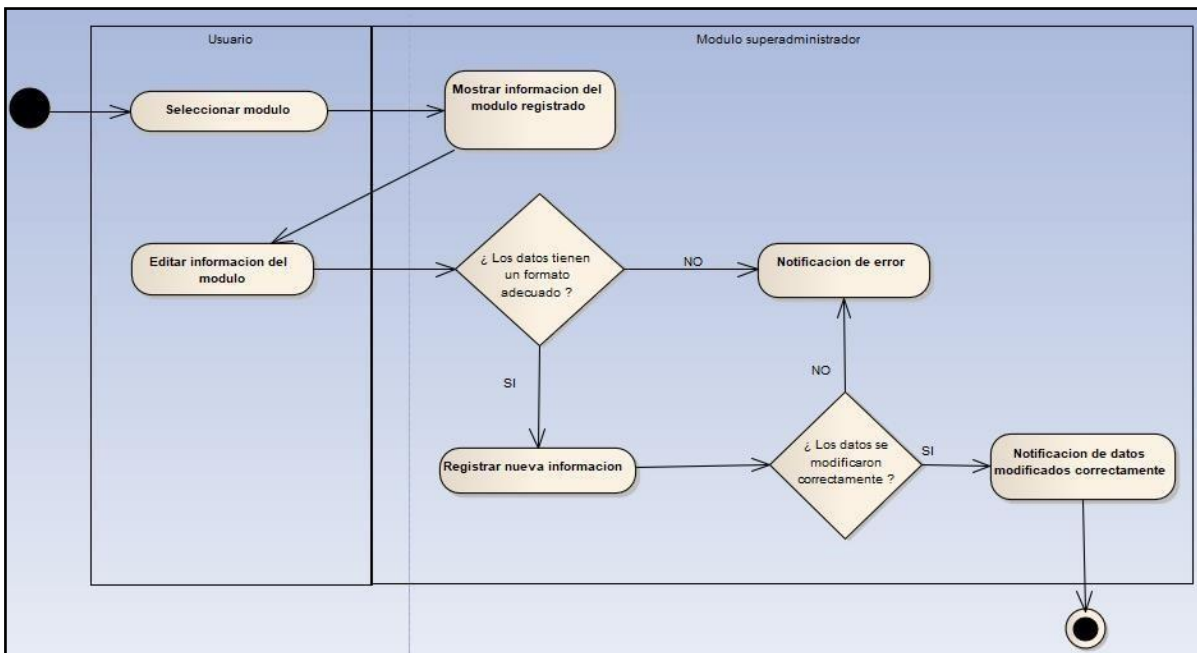 Usuario
Modulo superadministrador
Seleccionar modulo
Mostrar informacion del
modulo registrado
Editar informacion del
modulo
¿ Los datos tienen
un formato
adecuado ?
NO
Notificacion de error
SI
NO
Registrar nueva informacion
¿ Los datos se
modificaron
correctamente ?
SI
Notificacion de datos
modificados correctamente